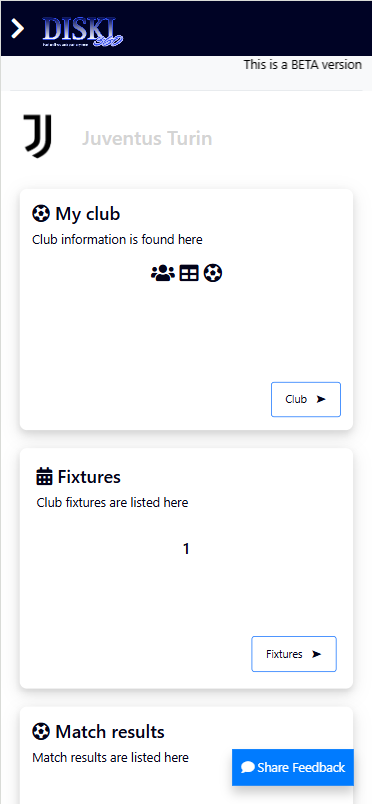 DISKI
360
This is a BETA version
Juventus Turin
My club
Club information is found here
Club
Fixtures
Club fixtures are listed here
1
Fixtures
Match results
Match results are listed here
Share Feedback